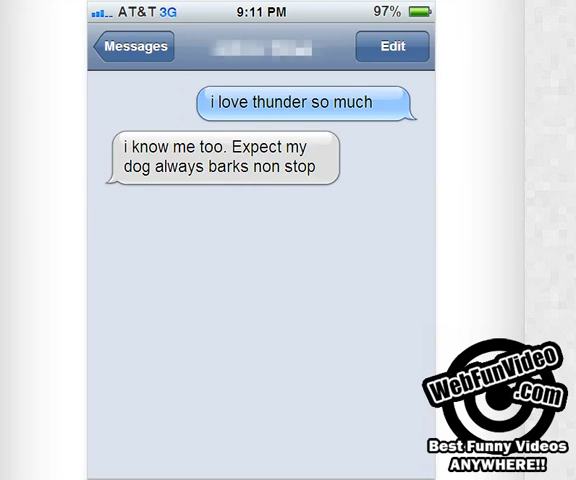 AT&T 3G 9:11 PM 97%
Messages Edit
i love thunder so much
i know me too. Expect my
dog always barks non stop
WebFunVideo
.com
Best Funny Videos
ANYWHERE!!